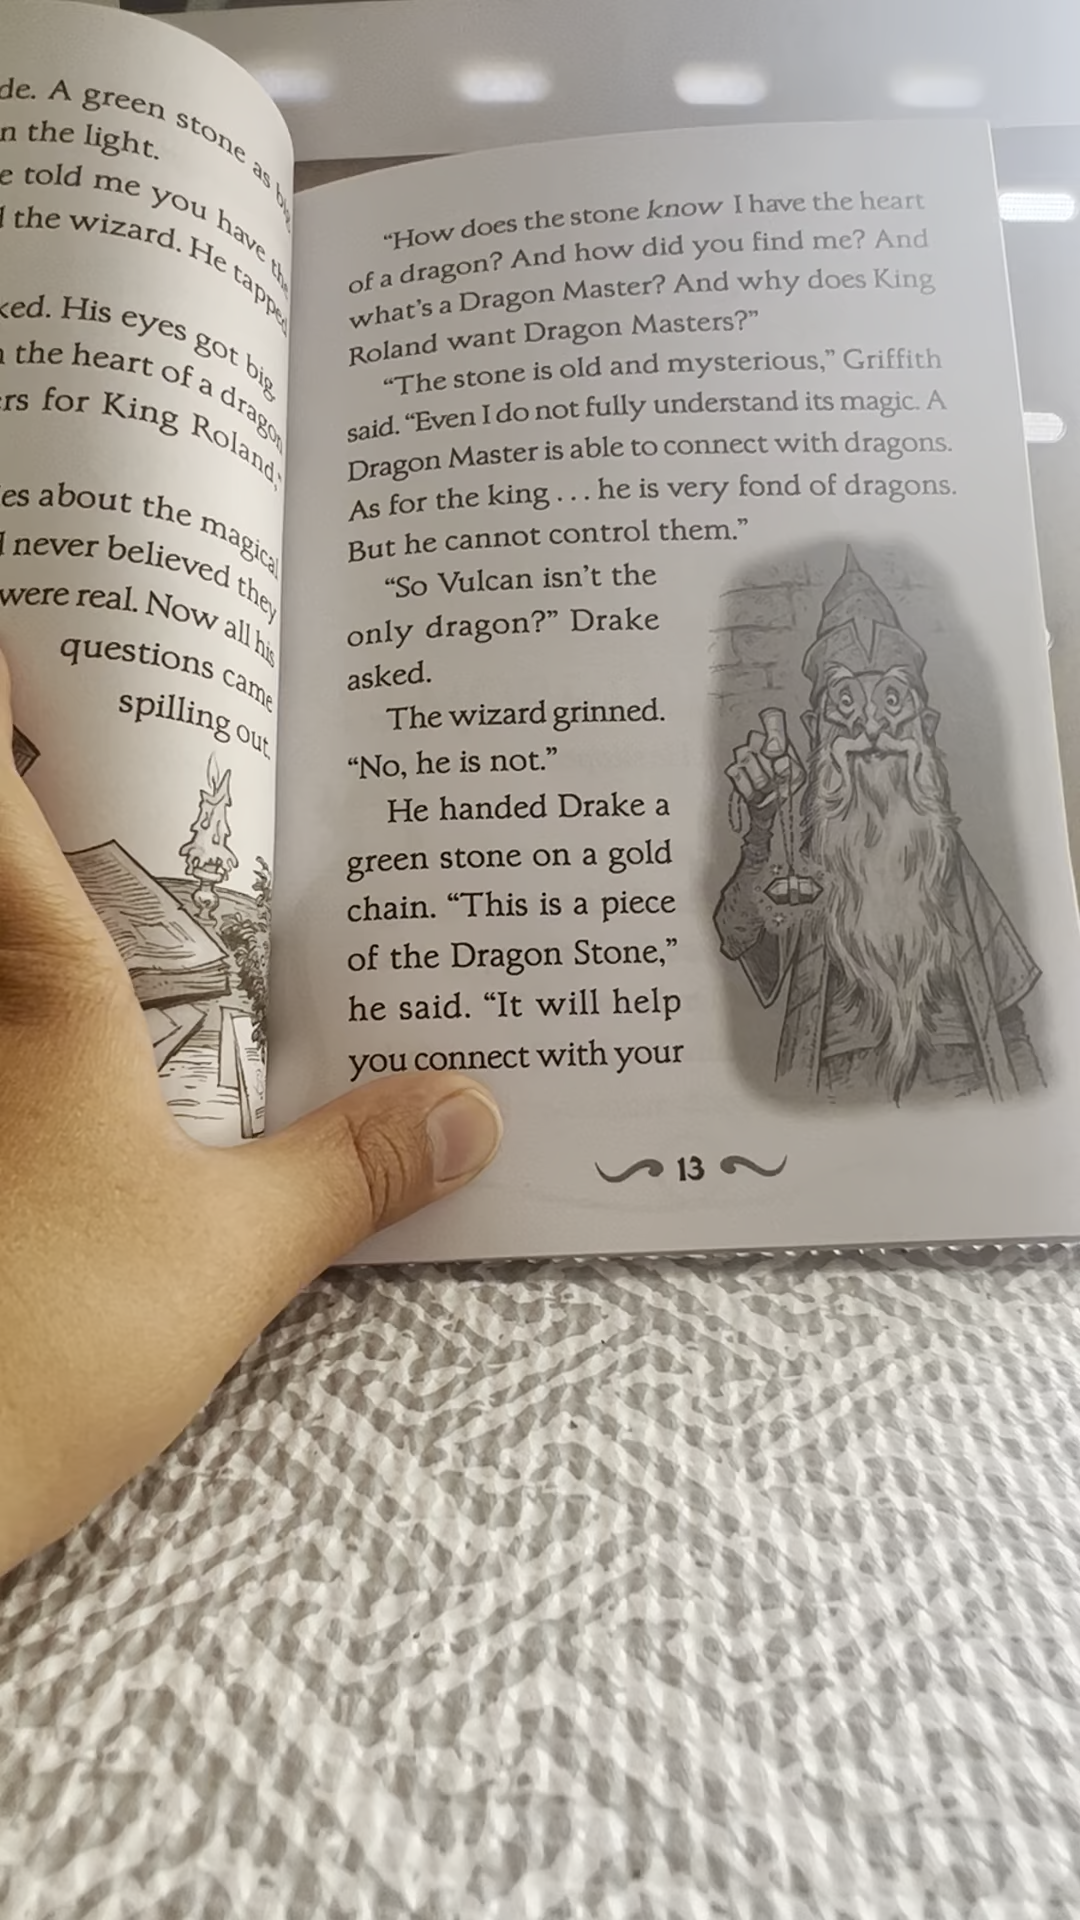 de. A green stone as
n the light.
e told me you have the
the wizard. He tapped
ked. His eyes got big
the heart of a dragon
rs for King Roland,
es about the magical
never believed they
were real. Now all his
questions came
spilling out.
“How does the stone know I have the heart
of a dragon? And how did you find me? And
what’s a Dragon Master? And why does King
Roland want Dragon Masters?”
“The stone is old and mysterious,” Griffith
said. “Even I do not fully understand its magic. A
Dragon Master is able to connect with dragons.
As for the king . . . he is very fond of dragons.
But he cannot control them.”
“So Vulcan isn’t the
only dragon?” Drake
asked.
The wizard grinned.
“No, he is not.”
He handed Drake a
green stone on a gold
chain. “This is a piece
of the Dragon Stone,”
he said. “It will help
you connect with your
13